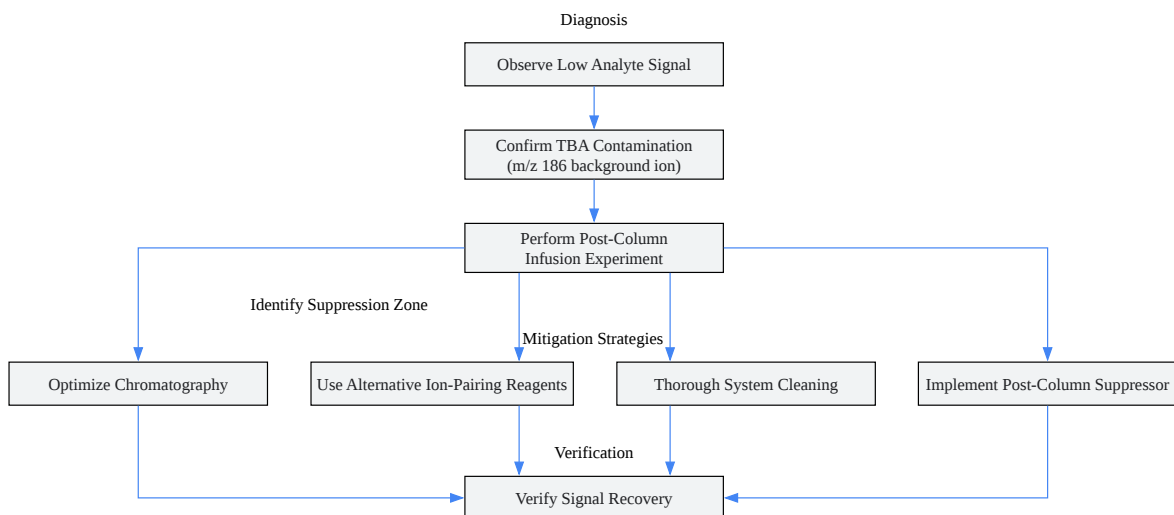 Diagnosis
Observe Low Analyte Signal
Confirm TBA Contamination
(m/z 186 background ion)
Perform Post-Column
Infusion Experiment
Identify Suppression Zone
Mitigation Strategies
Optimize Chromatography
Use Alternative Ion-Pairing Reagents
Thorough System Cleaning
Implement Post-Column Suppressor
Verification
Verify Signal Recovery